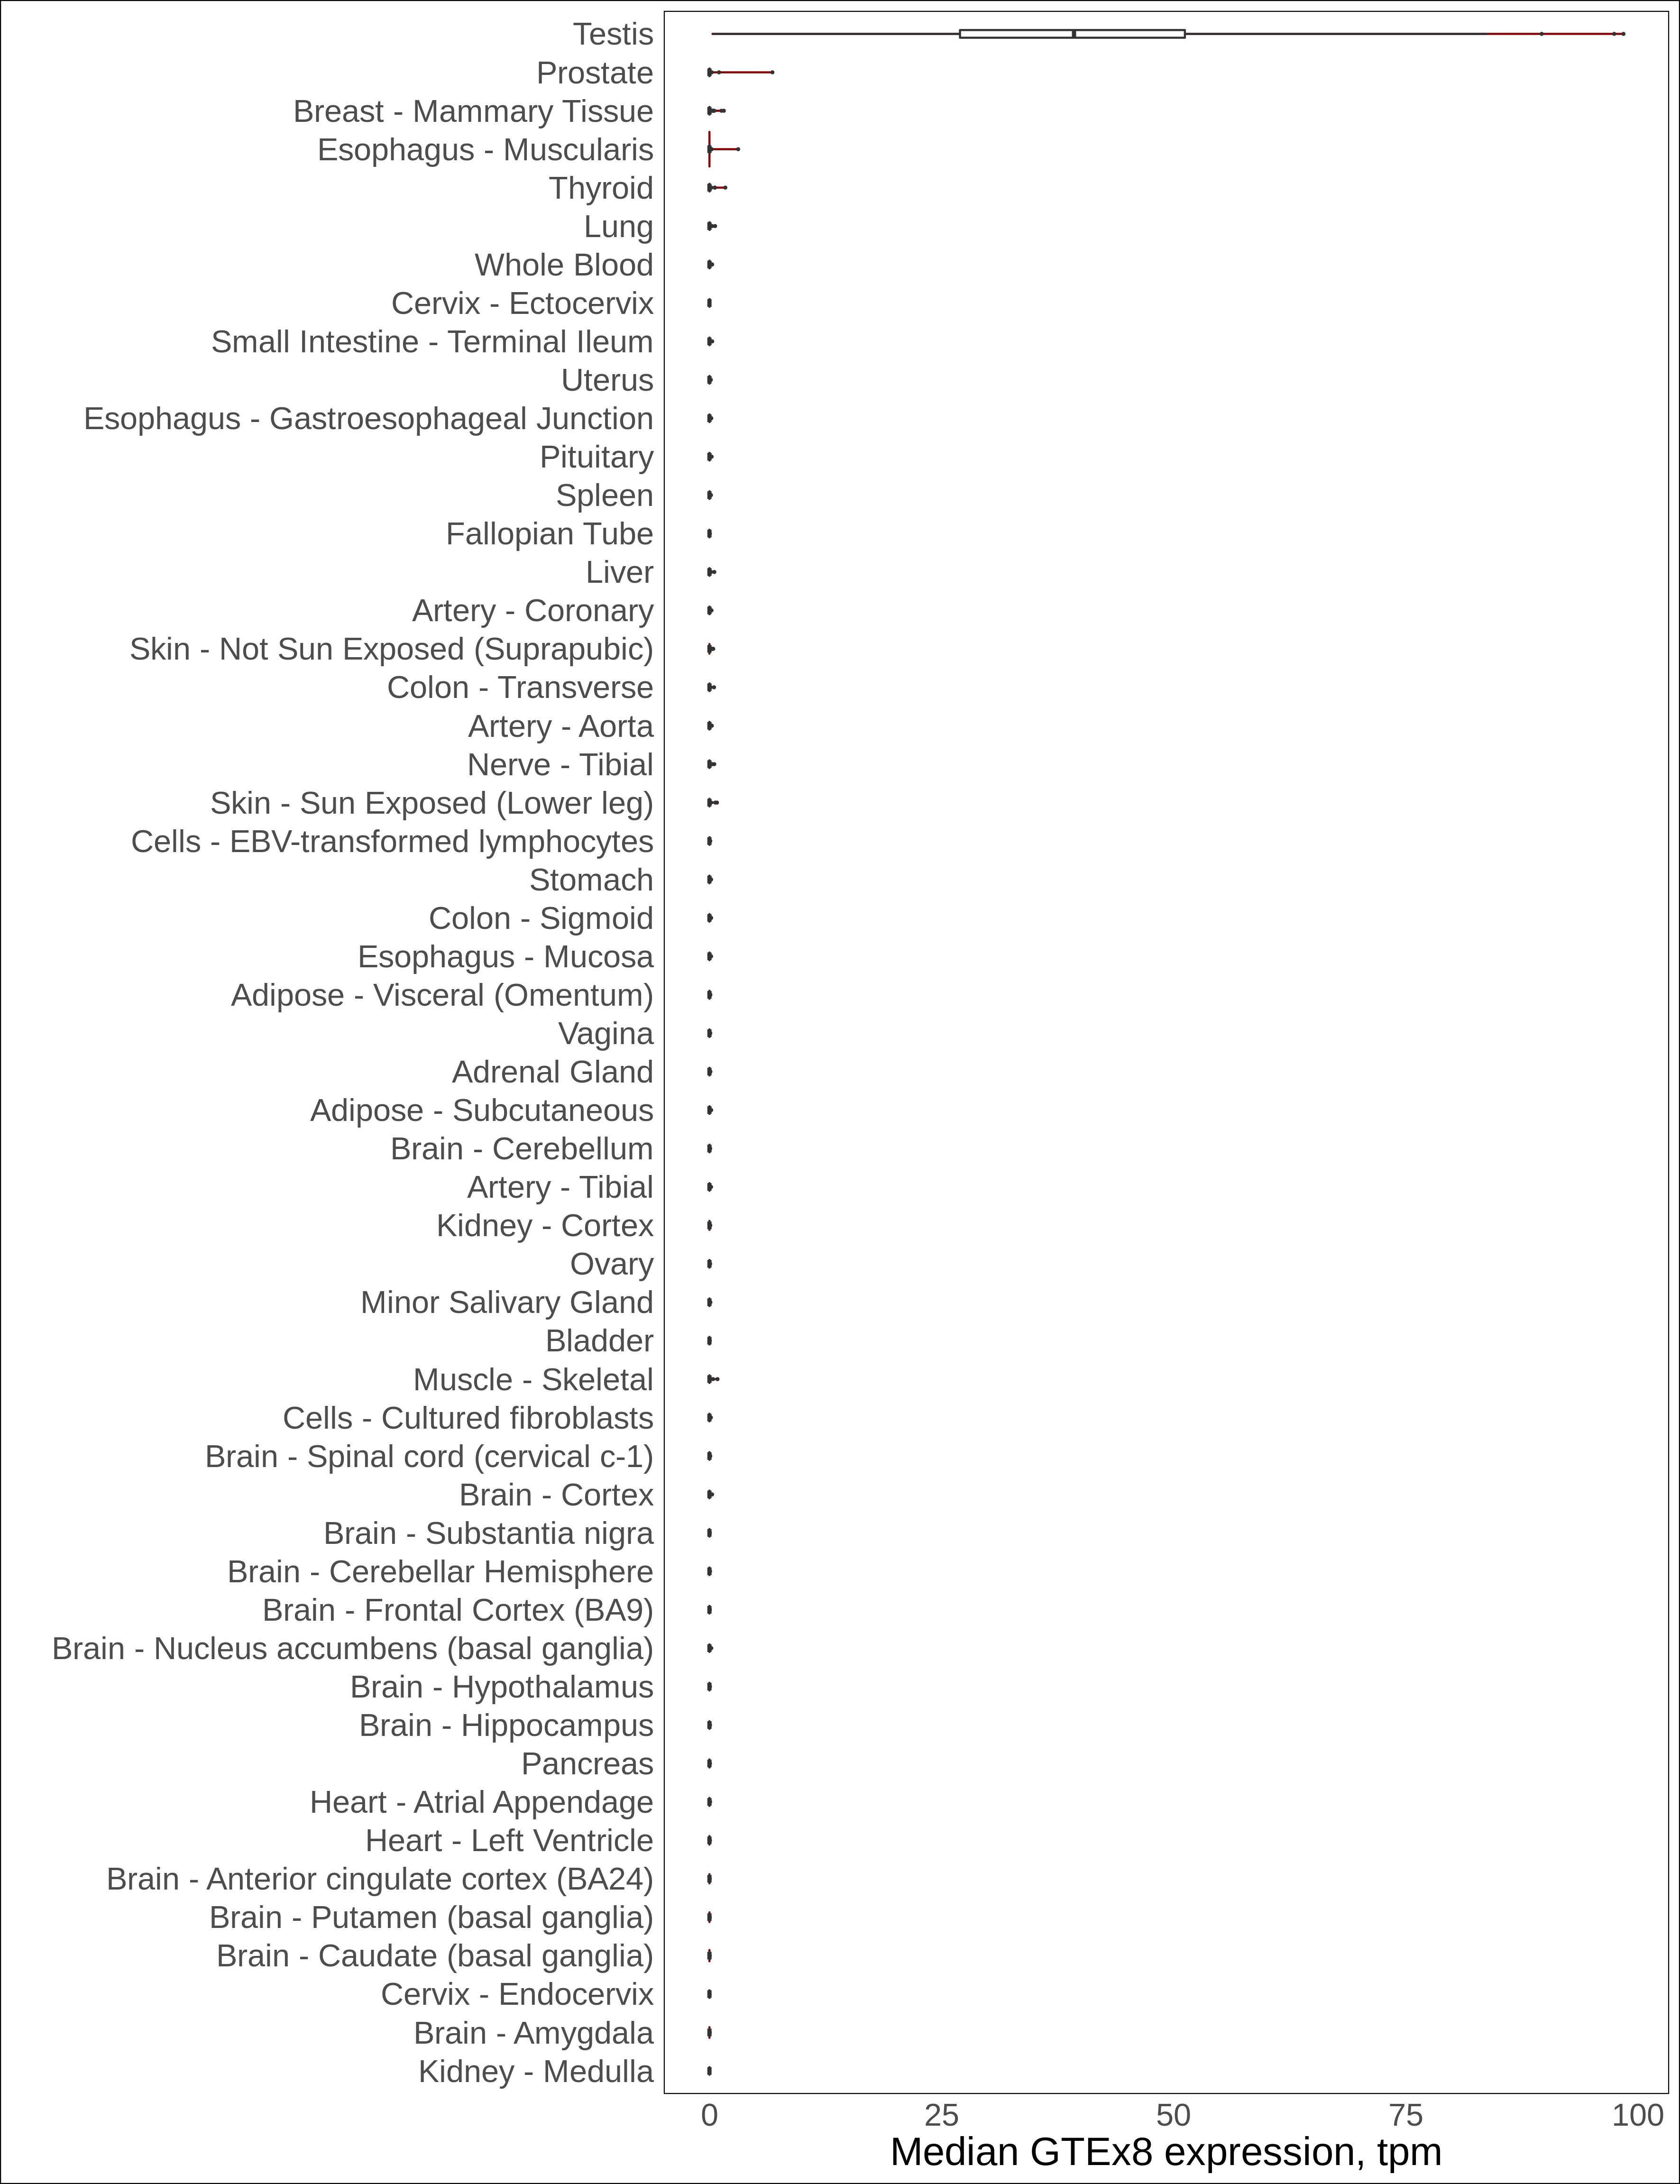 Testis
Prostate
Breast - Mammary Tissue
Esophagus - Muscularis
Thyroid
Lung
Whole Blood
Cervix - Ectocervix
Small Intestine - Terminal Ileum
Uterus
Esophagus - Gastroesophageal Junction
Pituitary
Spleen
Fallopian Tube
Liver
Artery - Coronary
Skin - Not Sun Exposed (Suprapubic)
Colon - Transverse
Artery - Aorta
Nerve - Tibial
Skin - Sun Exposed (Lower leg)
Cells - EBV-transformed lymphocytes
Stomach
Colon - Sigmoid
Esophagus - Mucosa
Adipose - Visceral (Omentum)
Vagina
Adrenal Gland
Adipose - Subcutaneous
Brain - Cerebellum
Artery - Tibial
Kidney - Cortex
Ovary
Minor Salivary Gland
Bladder
Muscle - Skeletal
Cells - Cultured fibroblasts
Brain - Spinal cord (cervical c-1)
Brain - Cortex
Brain - Substantia nigra
Brain - Cerebellar Hemisphere
Brain - Frontal Cortex (BA9)
Brain - Nucleus accumbens (basal ganglia)
Brain - Hypothalamus
Brain - Hippocampus
Pancreas
Heart - Atrial Appendage
Heart - Left Ventricle
Brain - Anterior cingulate cortex (BA24)
Brain - Putamen (basal ganglia)
Brain - Caudate (basal ganglia)
Cervix - Endocervix
Brain - Amygdala
Kidney - Medulla
0 25 50 75 100
Median GTEx8 expression, tpm